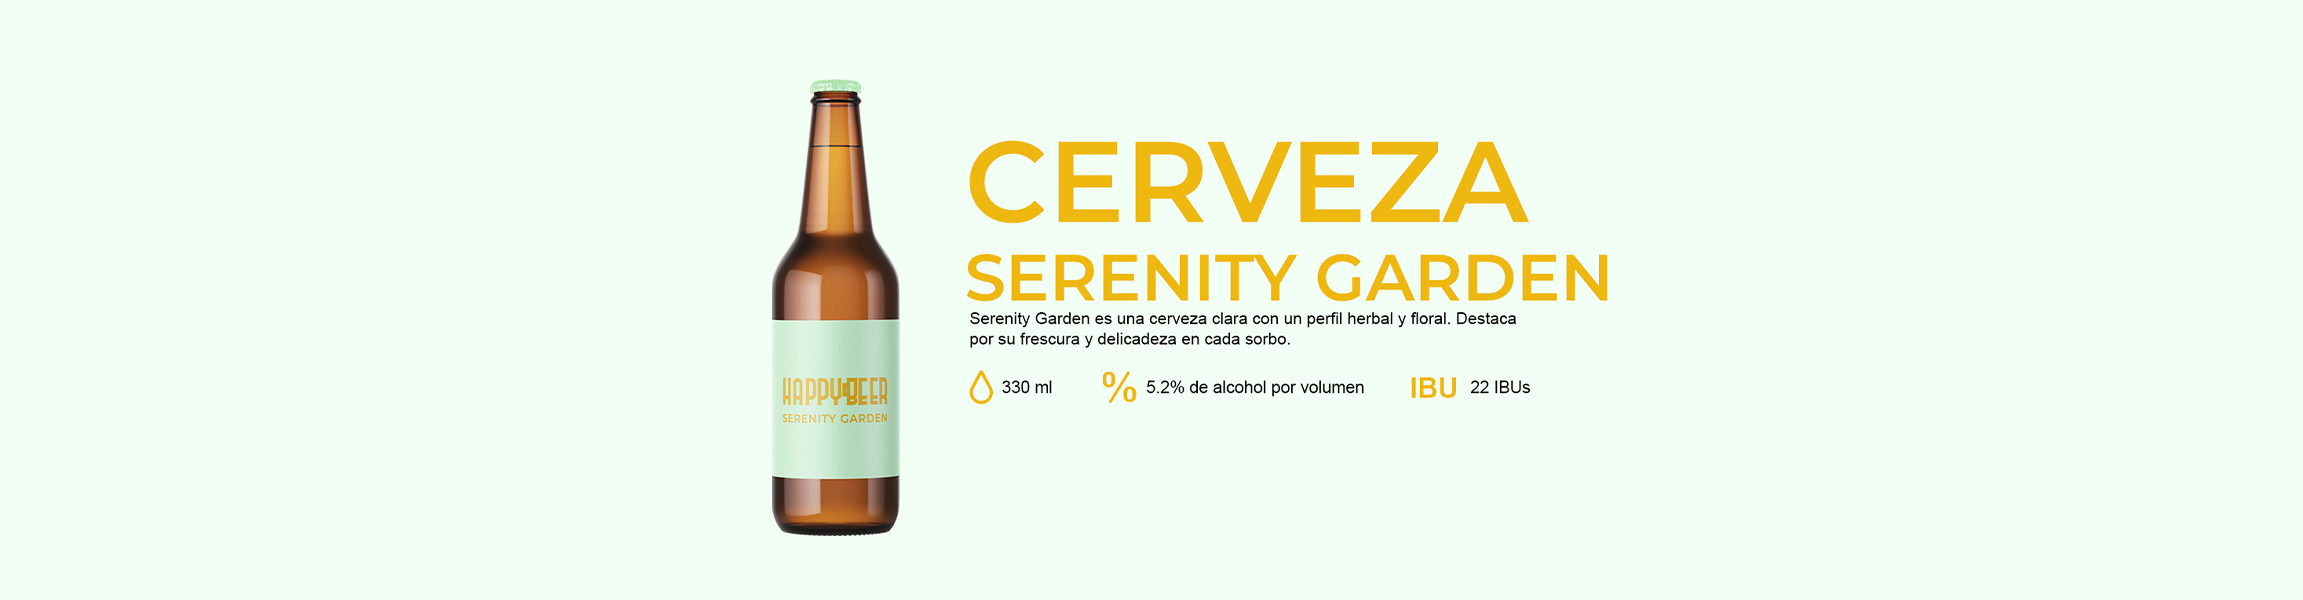 HAPPY BEER
SERENITY GARDEN
CERVEZA
SERENITY GARDEN
Serenity Garden es una cerveza clara con un perfil herbal y floral. Destaca
por su frescura y delicadeza en cada sorbo.
330 ml
% 5.2% de alcohol por volumen
IBU 22 IBUs